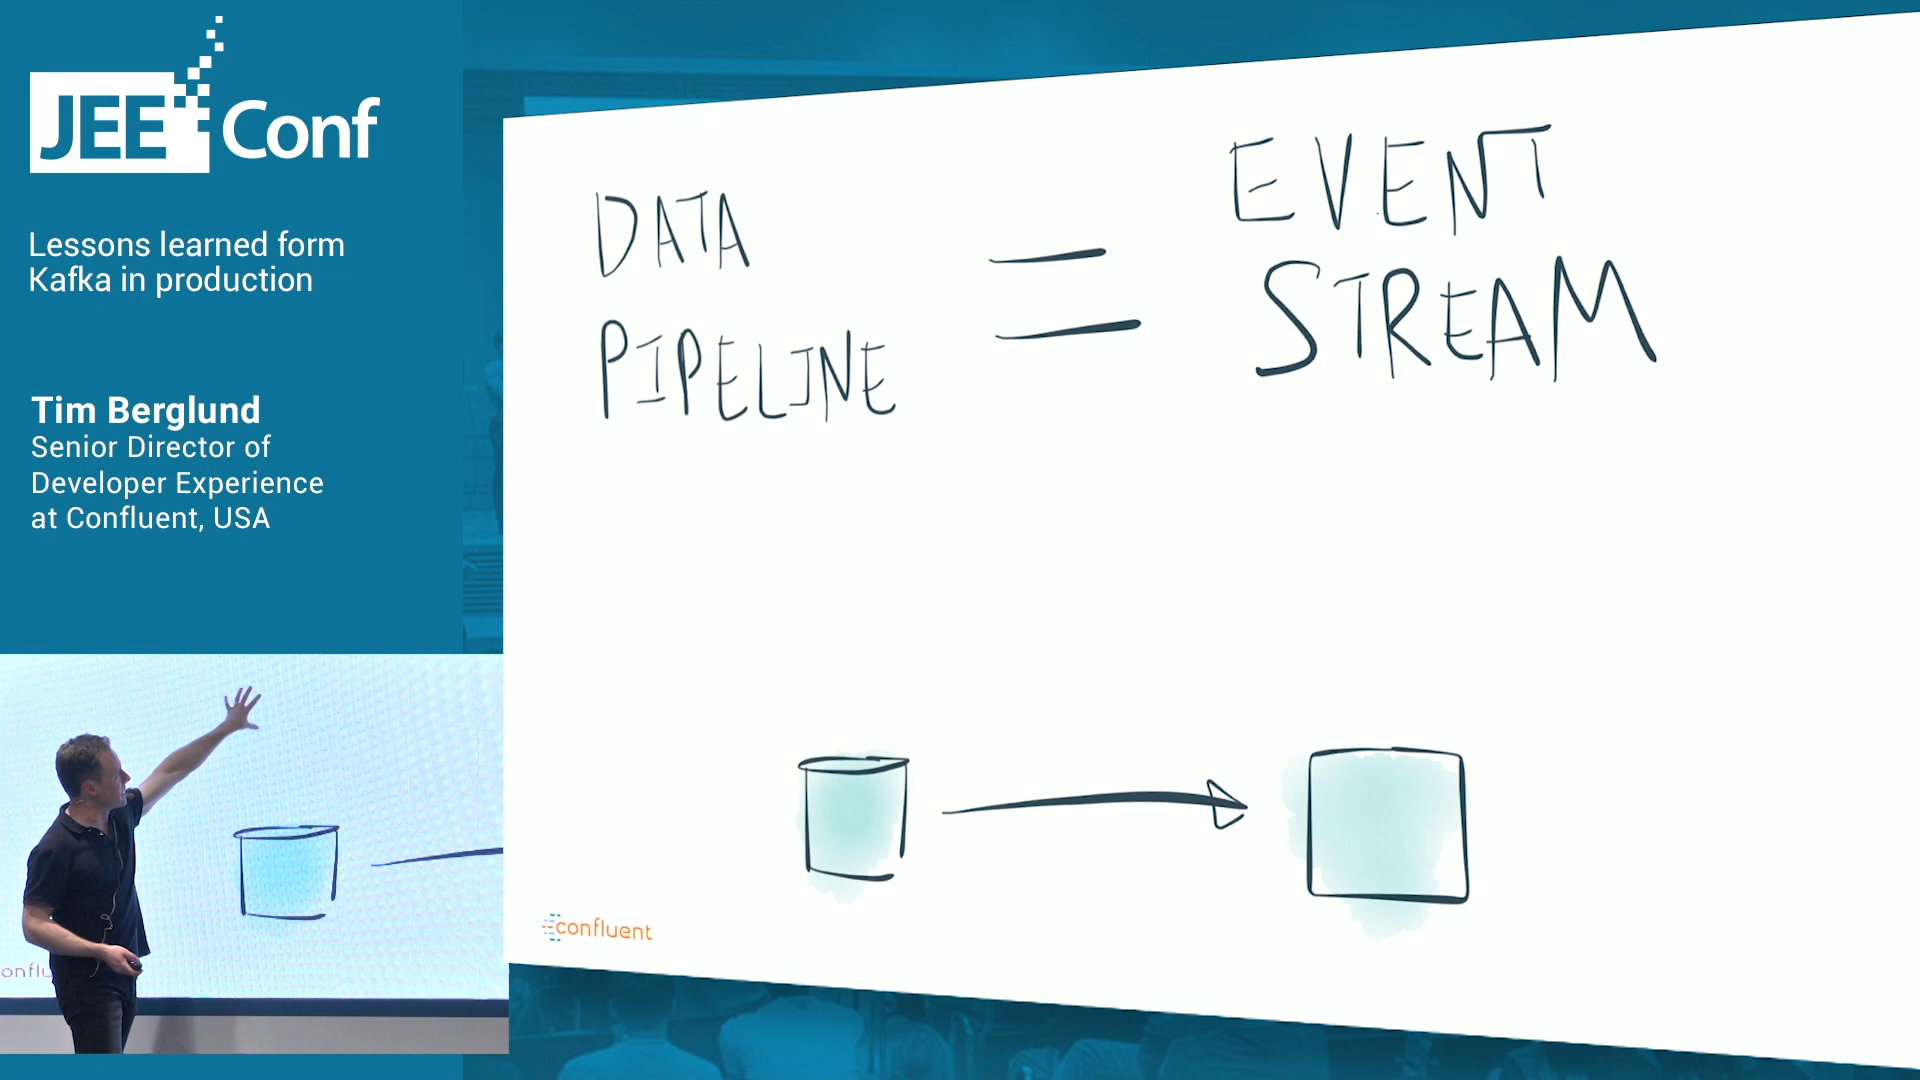 JEE Conf
Lessons learned form
Kafka in production
Tim Berglund
Senior Director of
Developer Experience
at Confluent, USA
DATA
PIPELINE
=
EVENT
STREAM
confluent
onflu